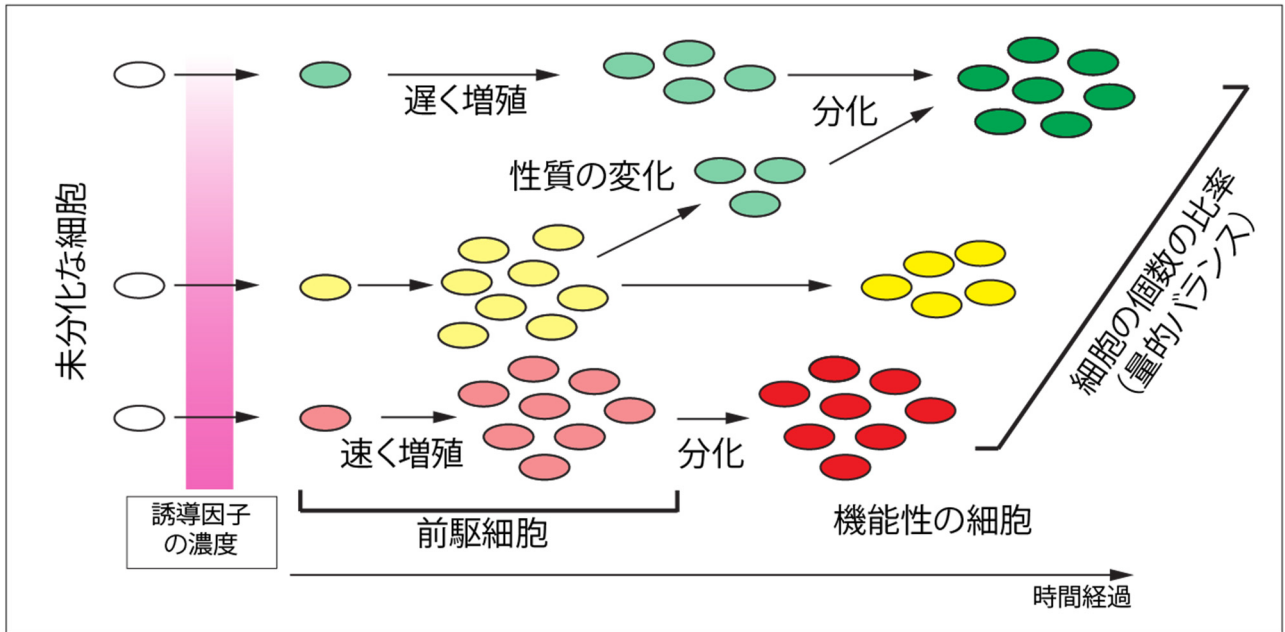 未分化な細胞
誘導因子
の濃度
遅く増殖
分化
性質の変化
速く増殖
分化
前駆細胞
機能性の細胞
細胞の個数の比率
(量的バランス)
時間経過